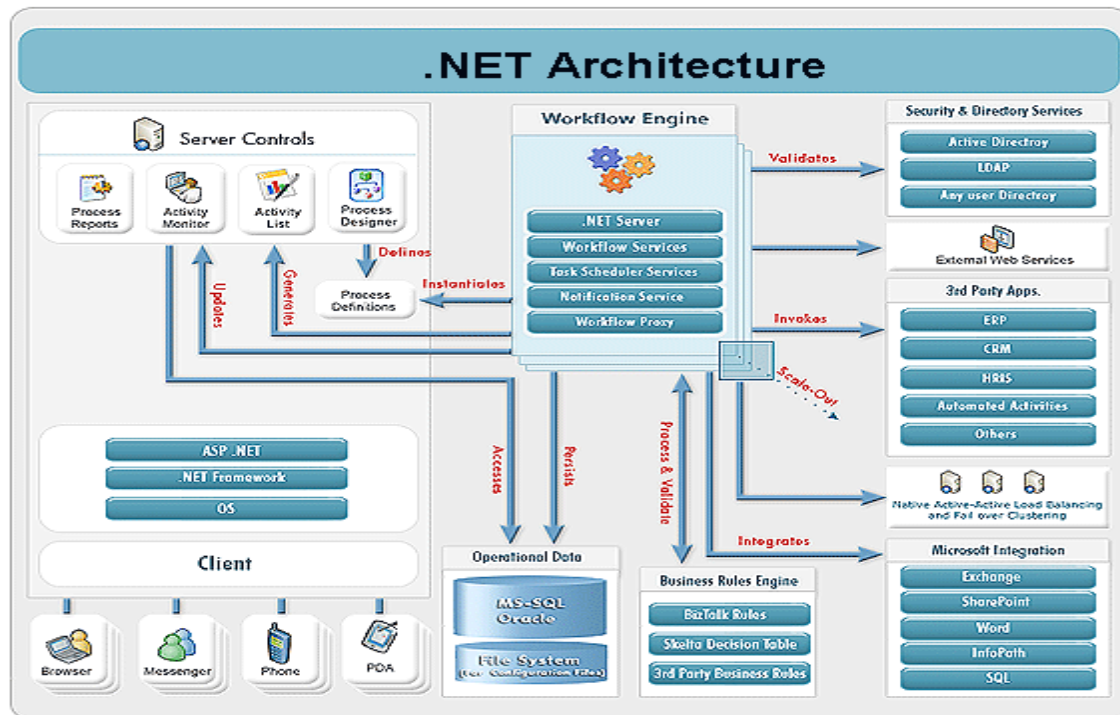 .NET Architecture
Server Controls
Process
Reports
Activity
Monitor
Activity
List
Process
Designer
Defines
Process
Definitions
Instantiates
Updates
Generates
ASP .NET
.NET Framework
OS
Client
Browser
Messenger
Phone
PDA
Workflow Engine
.NET Server
Workflow Services
Task Scheduler Services
Notification Service
Workflow Proxy
Accesses
Persists
Process & Validate
Integrates
Validates
Invokes
Scale-Out
Operational Data
MS-SQL
Oracle
File System
(For Configuration Files)
Business Rules Engine
BizTalk Rules
Skelta Decision Table
3rd Party Business Rules
Security & Directory Services
Active Directroy
LDAP
Any user Directroy
External Web Services
3rd Party Apps.
ERP
CRM
HRIS
Automated Activities
Others
Native Active-Active Load Balancing
and Fail over Clustering
Microsoft Integration
Exchange
SharePoint
Word
InfoPath
SQL